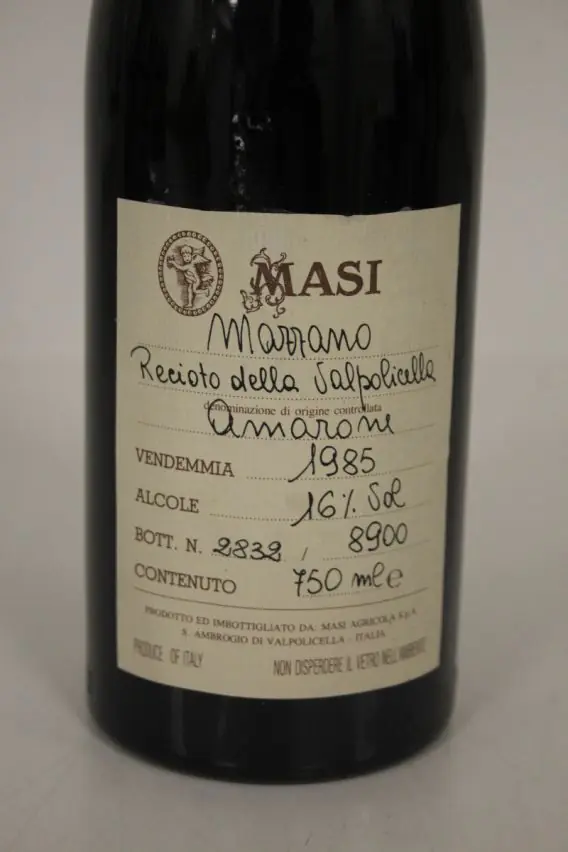 MASI
Mazzano
Recioto della Valpolicella
denominazione di origine controllata
Amarone
VENDEMMIA 1985
ALCOLE 16% Vol
BOTT. N. 2832 / 8900
CONTENUTO 750 ml e
PRODOTTO ED IMBOTTIGLIATO DA: MASI AGRICOLA S.p.A.
S. AMBROGIO DI VALPOLICELLA - ITALIA
PRODUCE OF ITALY NON DISPERDERE IL VETRO NELL'AMBIENTE